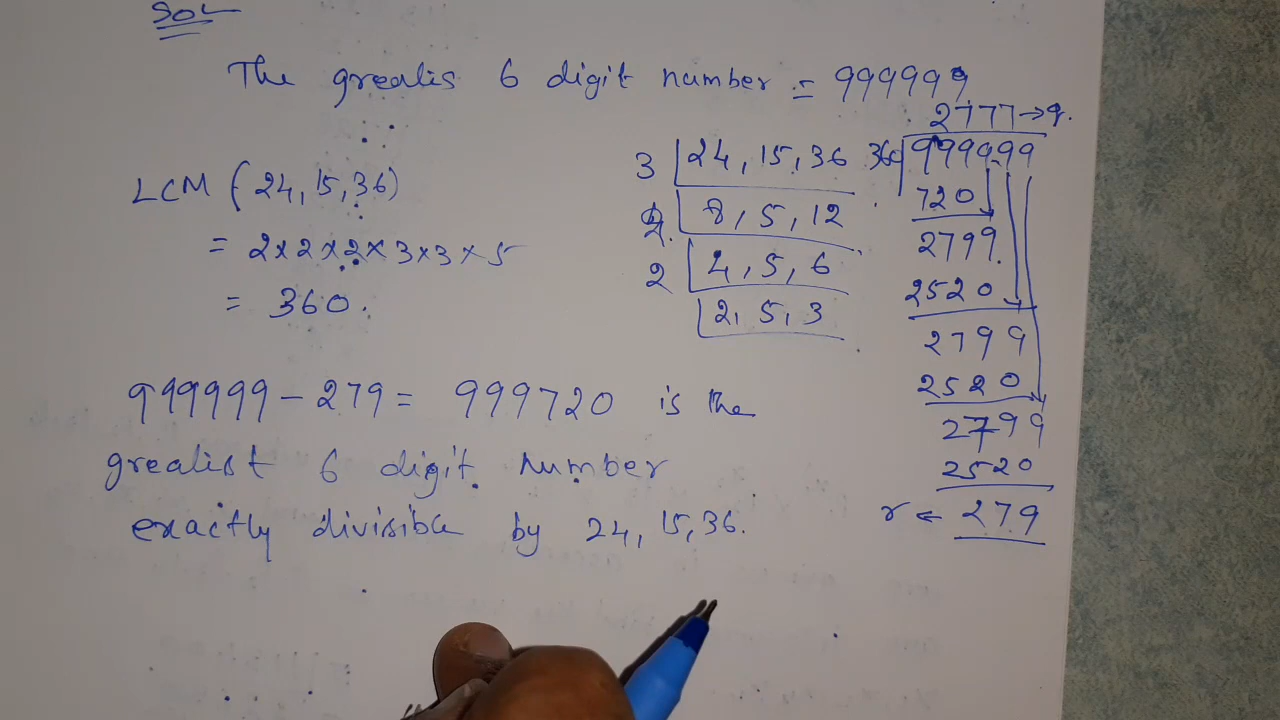 SOL
The greatis 6 digit number = 999999
LCM (24, 15, 36)
= 2×2×2×3×3×5
= 360.
3 24, 15, 36
2 8, 5, 12
2 4, 5, 6
2, 5, 3
2777→q.
360 999999
720
2799
2520
2799
2520
2799
2520
r ← 279
999999 - 279 = 999720 is the
greatist 6 digit number
exactly divisible by 24, 15, 36.